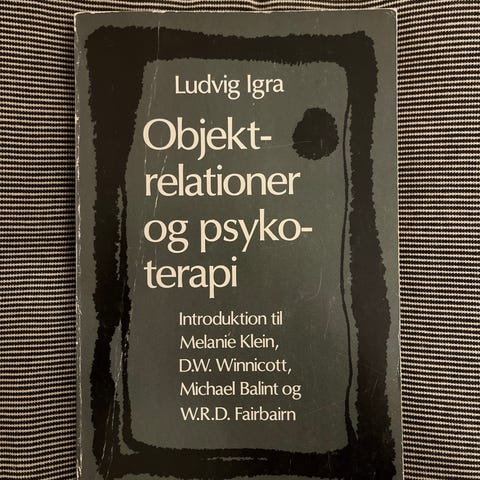 Ludvig Igra
Objekt-
relationer
og psyko-
terapi
Introduktion til
Melanie Klein,
D.W. Winnicott,
Michael Balint og
W.R.D. Fairbairn